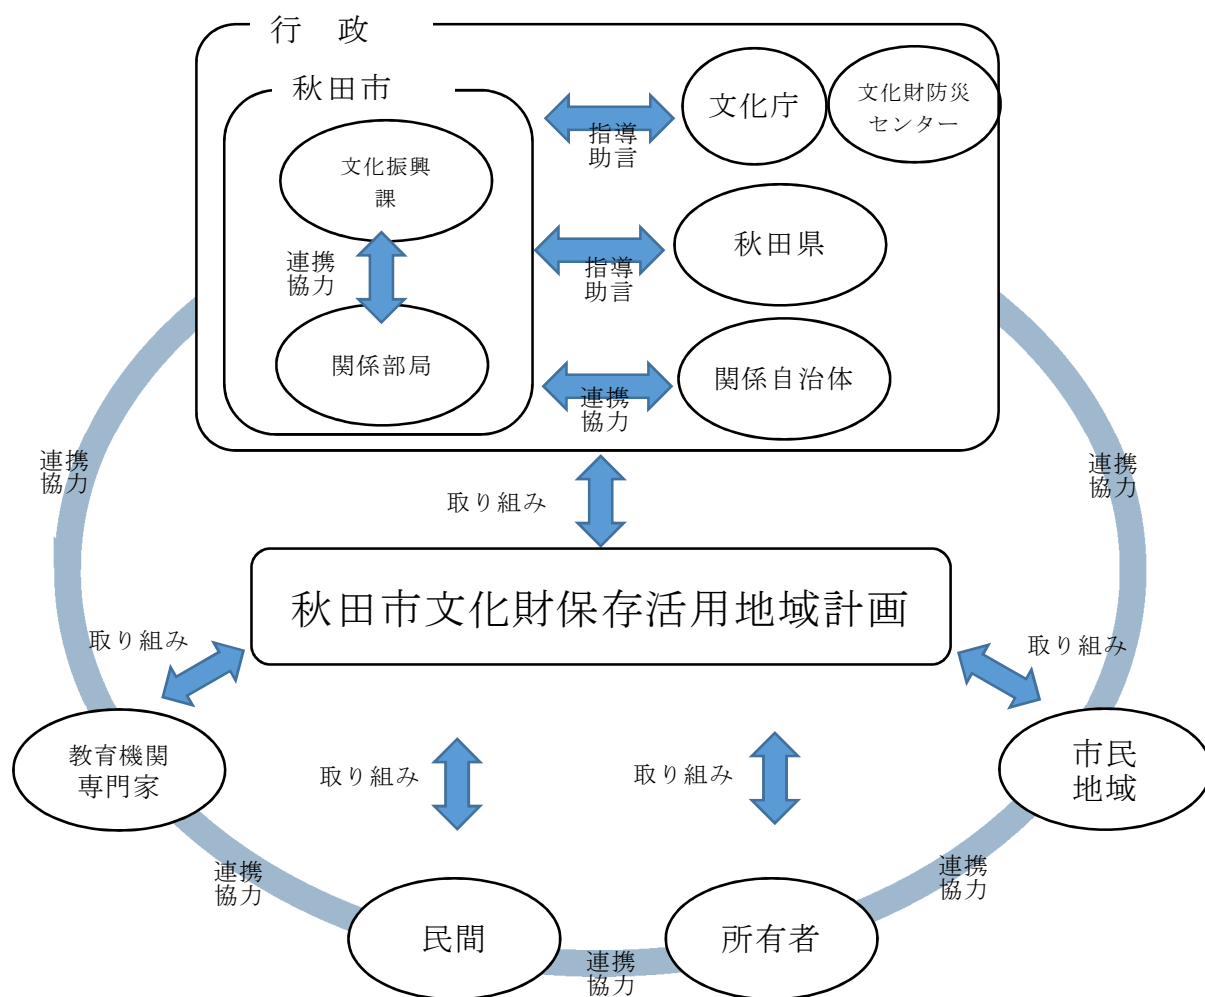 行　政
秋田市
文化庁
文化財防災
センター
指導
助言
文化振興
課
秋田県
指導
助言
連携
協力
関係部局
関係自治体
連携
協力
連携
協力
連携
協力
取り組み
秋田市文化財保存活用地域計画
取り組み
取り組み
教育機関
専門家
取り組み
取り組み
市民
地域
連携
協力
連携
協力
民間
所有者
連携
協力